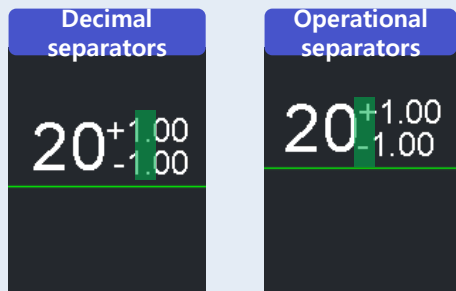 Decimal
separators
20+1.00
-1.00
Operational
separators
20+1.00
-1.00